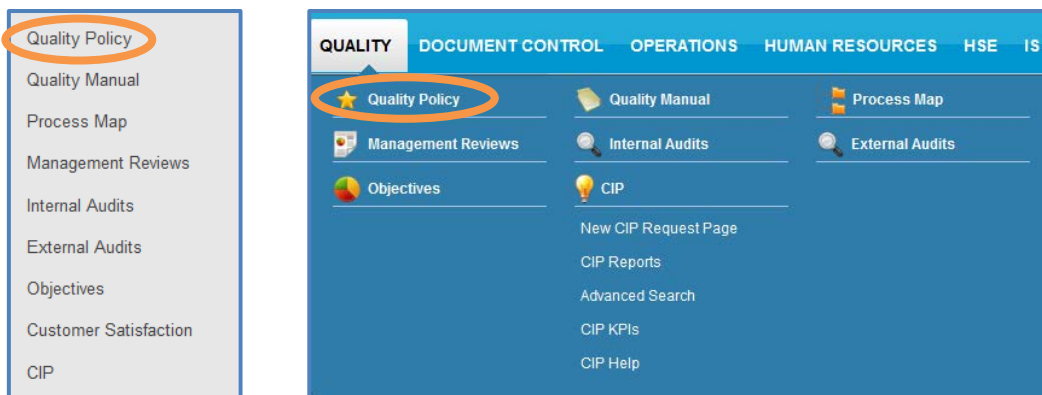 Quality Policy
Quality Manual
Process Map
Management Reviews
Internal Audits
External Audits
Objectives
Customer Satisfaction
CIP
QUALITY DOCUMENT CONTROL OPERATIONS HUMAN RESOURCES HSE IS
Quality Policy Quality Manual Process Map
Management Reviews Internal Audits External Audits
Objectives CIP
New CIP Request Page
CIP Reports
Advanced Search
CIP KPIs
CIP Help